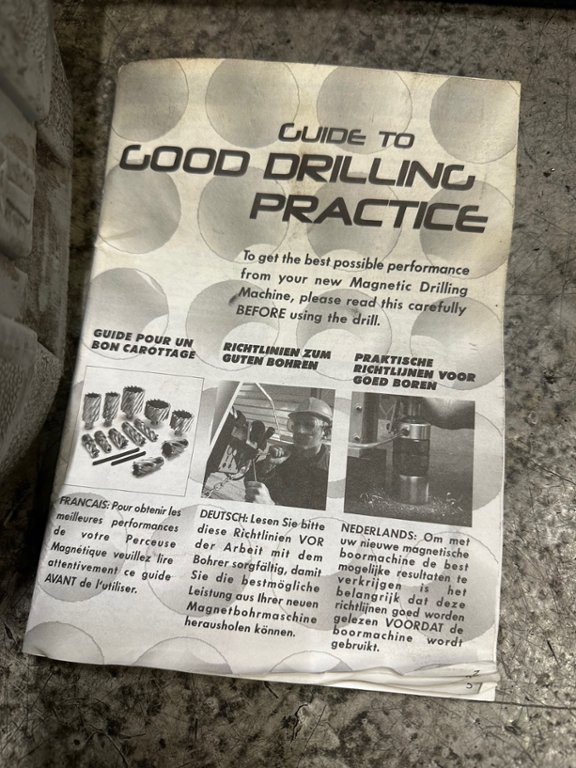 GUIDE TO
GOOD DRILLING
PRACTICE
To get the best possible performance
from your new Magnetic Drilling
Machine, please read this carefully
BEFORE using the drill.
GUIDE POUR UN
BON CAROTTAGE
FRANCAIS: Pour obtenir les
meilleures performances
de votre Perceuse
Magnétique veuillez lire
attentivement ce guide
AVANT de l'utiliser.
RICHTLINIEN ZUM
GUTEN BOHREN
DEUTSCH: Lesen Sie bitte
diese Richtlinien VOR
der Arbeit mit dem
Bohrer sorgfältig, damit
Sie die bestmögliche
Leistung aus Ihrer neuen
Magnetbohrmaschine
herausholen können.
PRAKTISCHE
RICHTLIJNEN VOOR
GOED BOREN
NEDERLANDS: Om met
uw nieuwe magnetische
boormachine de best
mogelijke resultaten te
verkrijgen is het
belangrijk dat deze
richtlijnen goed worden
gelezen VOORDAT de
boormachine wordt
gebruikt.